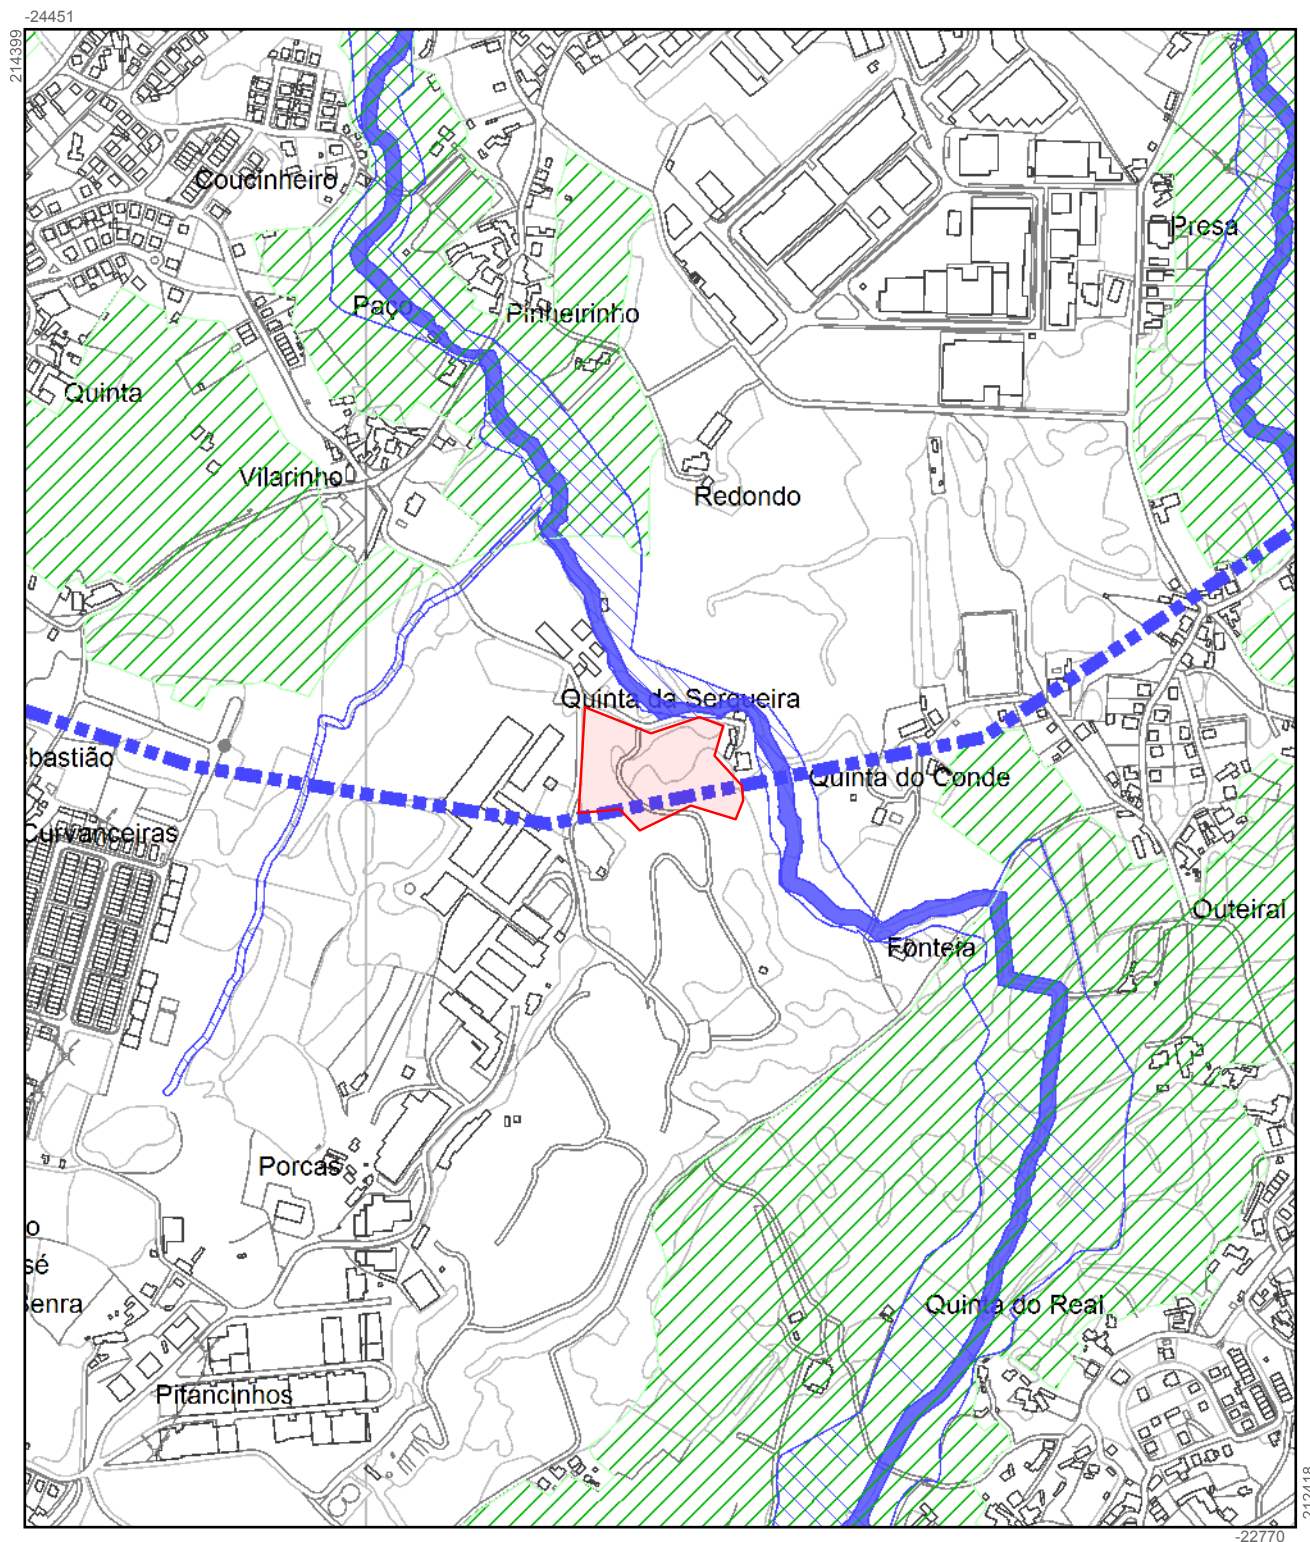 -24451
214399
Coucinheiro
Presa
Paço
Pinheirinho
Quinta
Vilarinho
Redondo
Quinta da Serqueira
bastião
Quinta do Conde
Curvanceiras
Outeiral
Fontela
Porcas
o
sé
Senra
Quinta do Real
Pitancinhos
212418
-22770